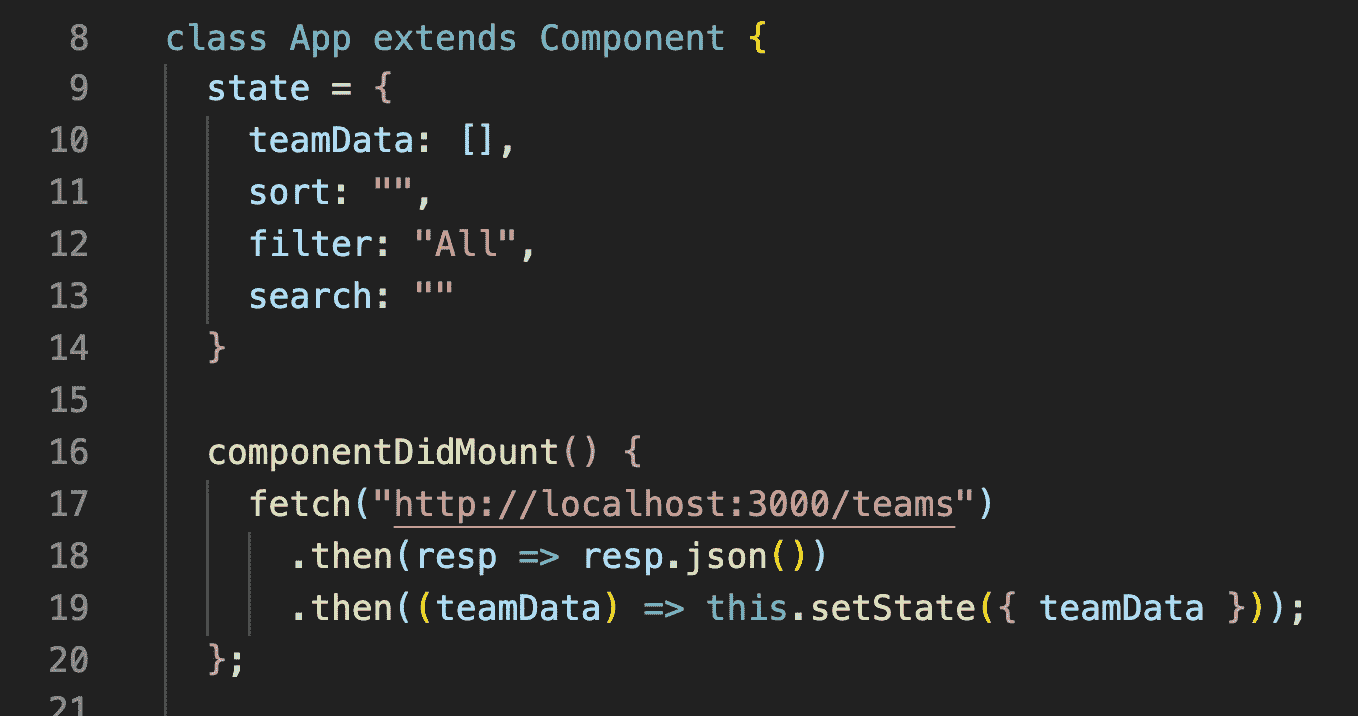 8 class App extends Component {
9 state = {
10 teamData: [],
11 sort: "",
12 filter: "All",
13 search: ""
14 }
15
16 componentDidMount() {
17 fetch("http://localhost:3000/teams")
18 .then(resp => resp.json())
19 .then((teamData) => this.setState({ teamData }));
20 };
21